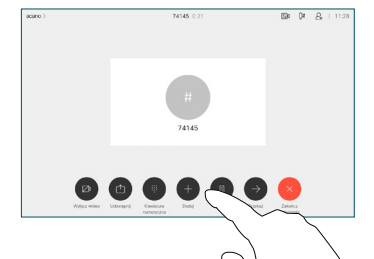 acano
74145 0:21
11:28
#
74145
Wyłącz wideo
Udostępnij
Klawiatura
numeryczna
Dodaj
Zakończ